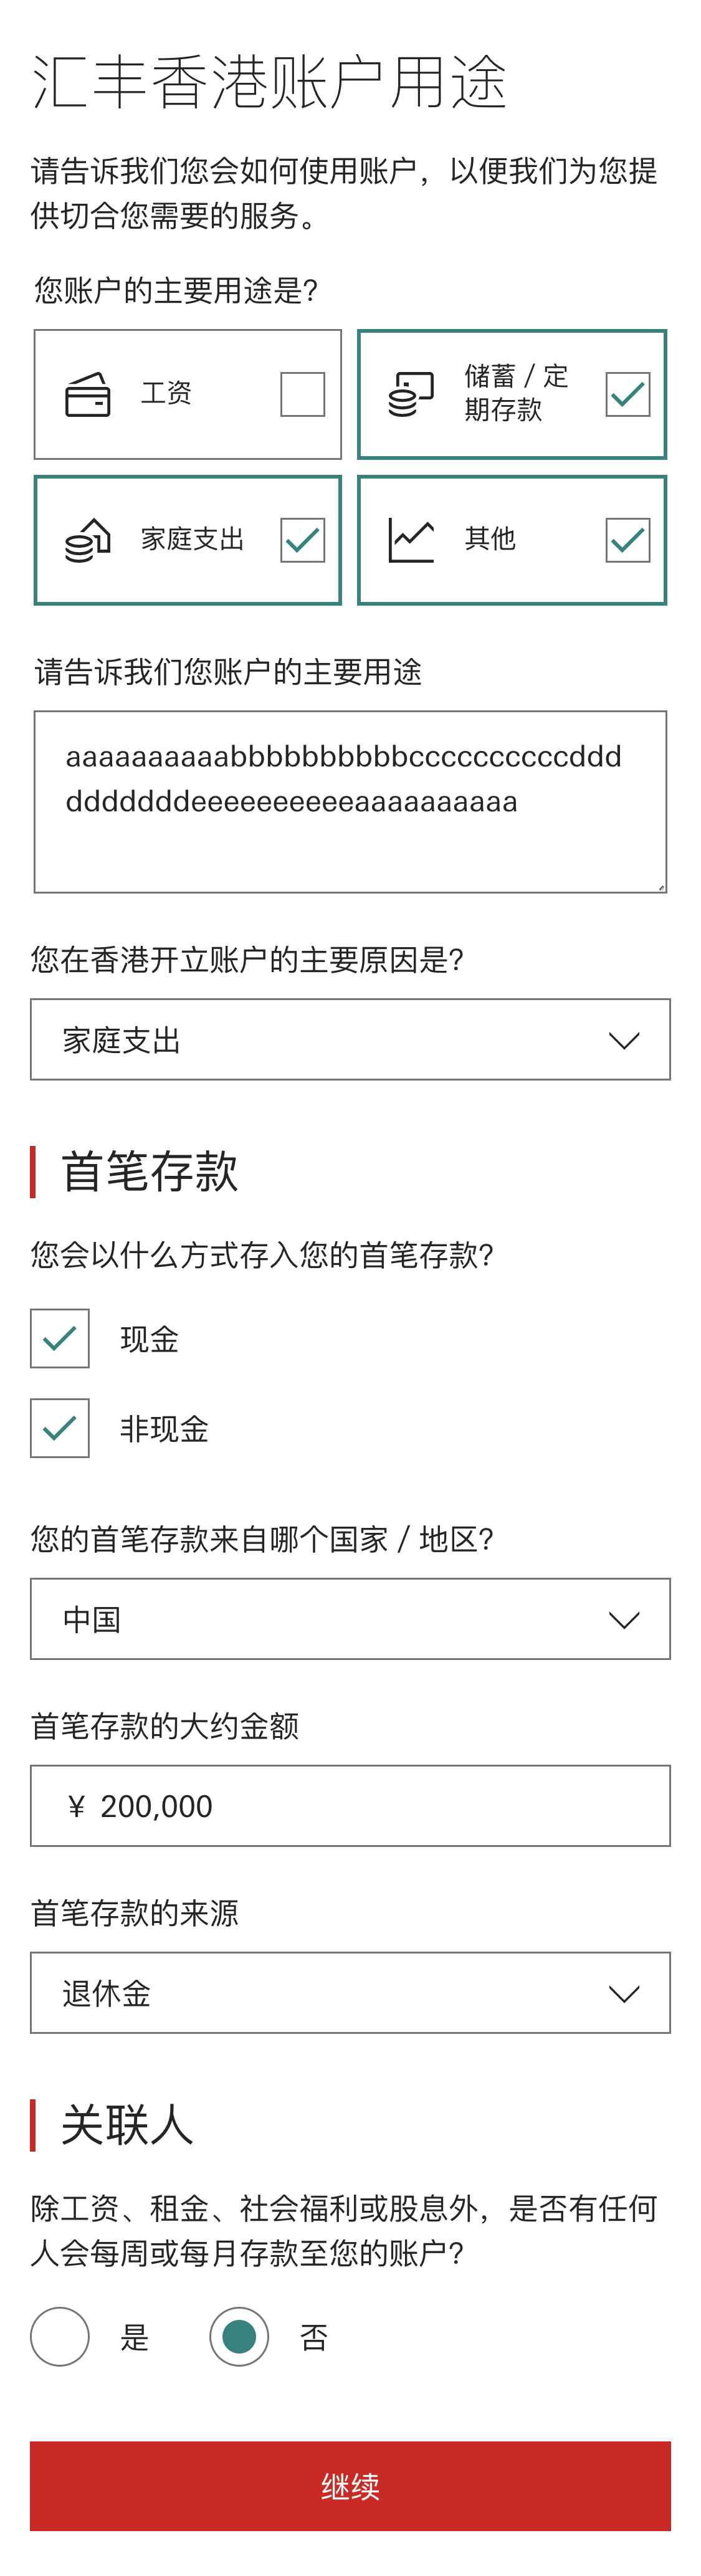 汇丰香港账户用途
请告诉我们您会如何使用账户，以便我们为您提
供切合您需要的服务。
您账户的主要用途是?
工资
储蓄 / 定
期存款
家庭支出
其他
请告诉我们您账户的主要用途
aaaaaaaaaabbbbbbbbbbccccccccccddd
dddddddeeeeeeeeeeaaaaaaaaaa
您在香港开立账户的主要原因是?
家庭支出
首笔存款
您会以什么方式存入您的首笔存款?
现金
非现金
您的首笔存款来自哪个国家 / 地区?
中国
首笔存款的大约金额
¥ 200,000
首笔存款的来源
退休金
关联人
除工资、租金、社会福利或股息外，是否有任何
人会每周或每月存款至您的账户?
是
否
继续